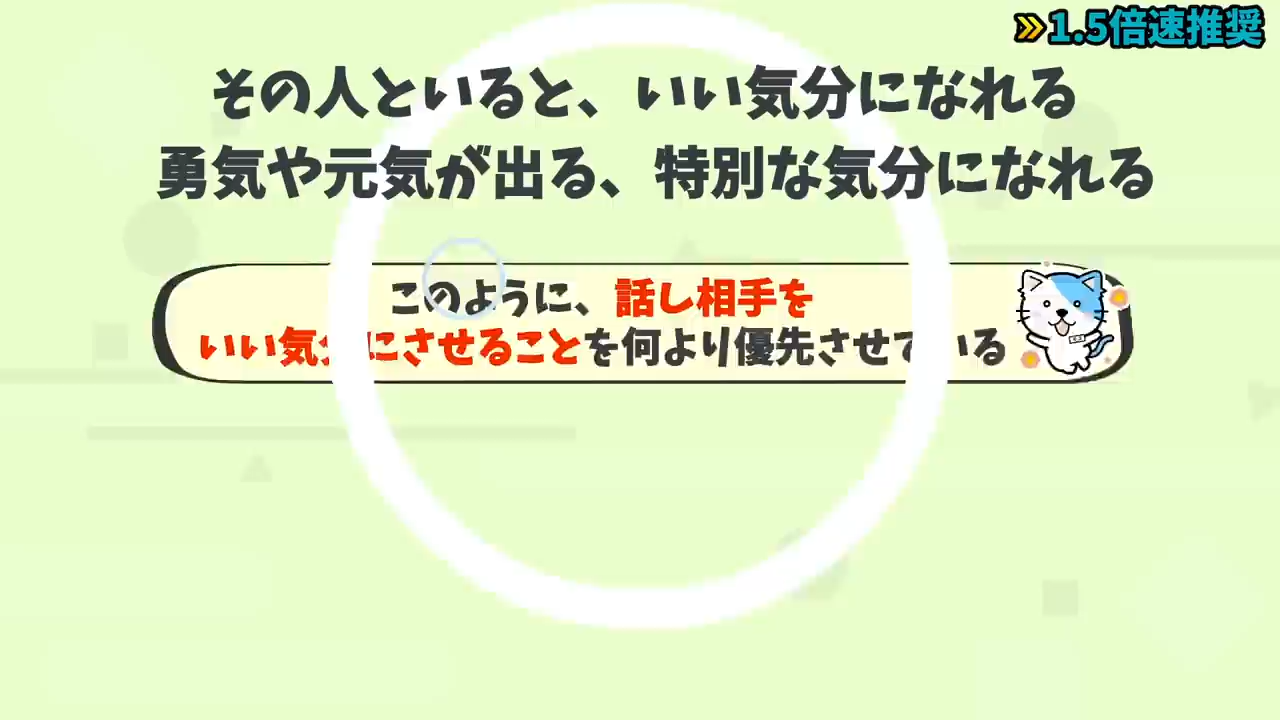 1.5倍速推奨
その人といると、いい気分になれる
勇気や元気が出る、特別な気分になれる
このように、話し相手を
いい気分にさせることを何より優先させている